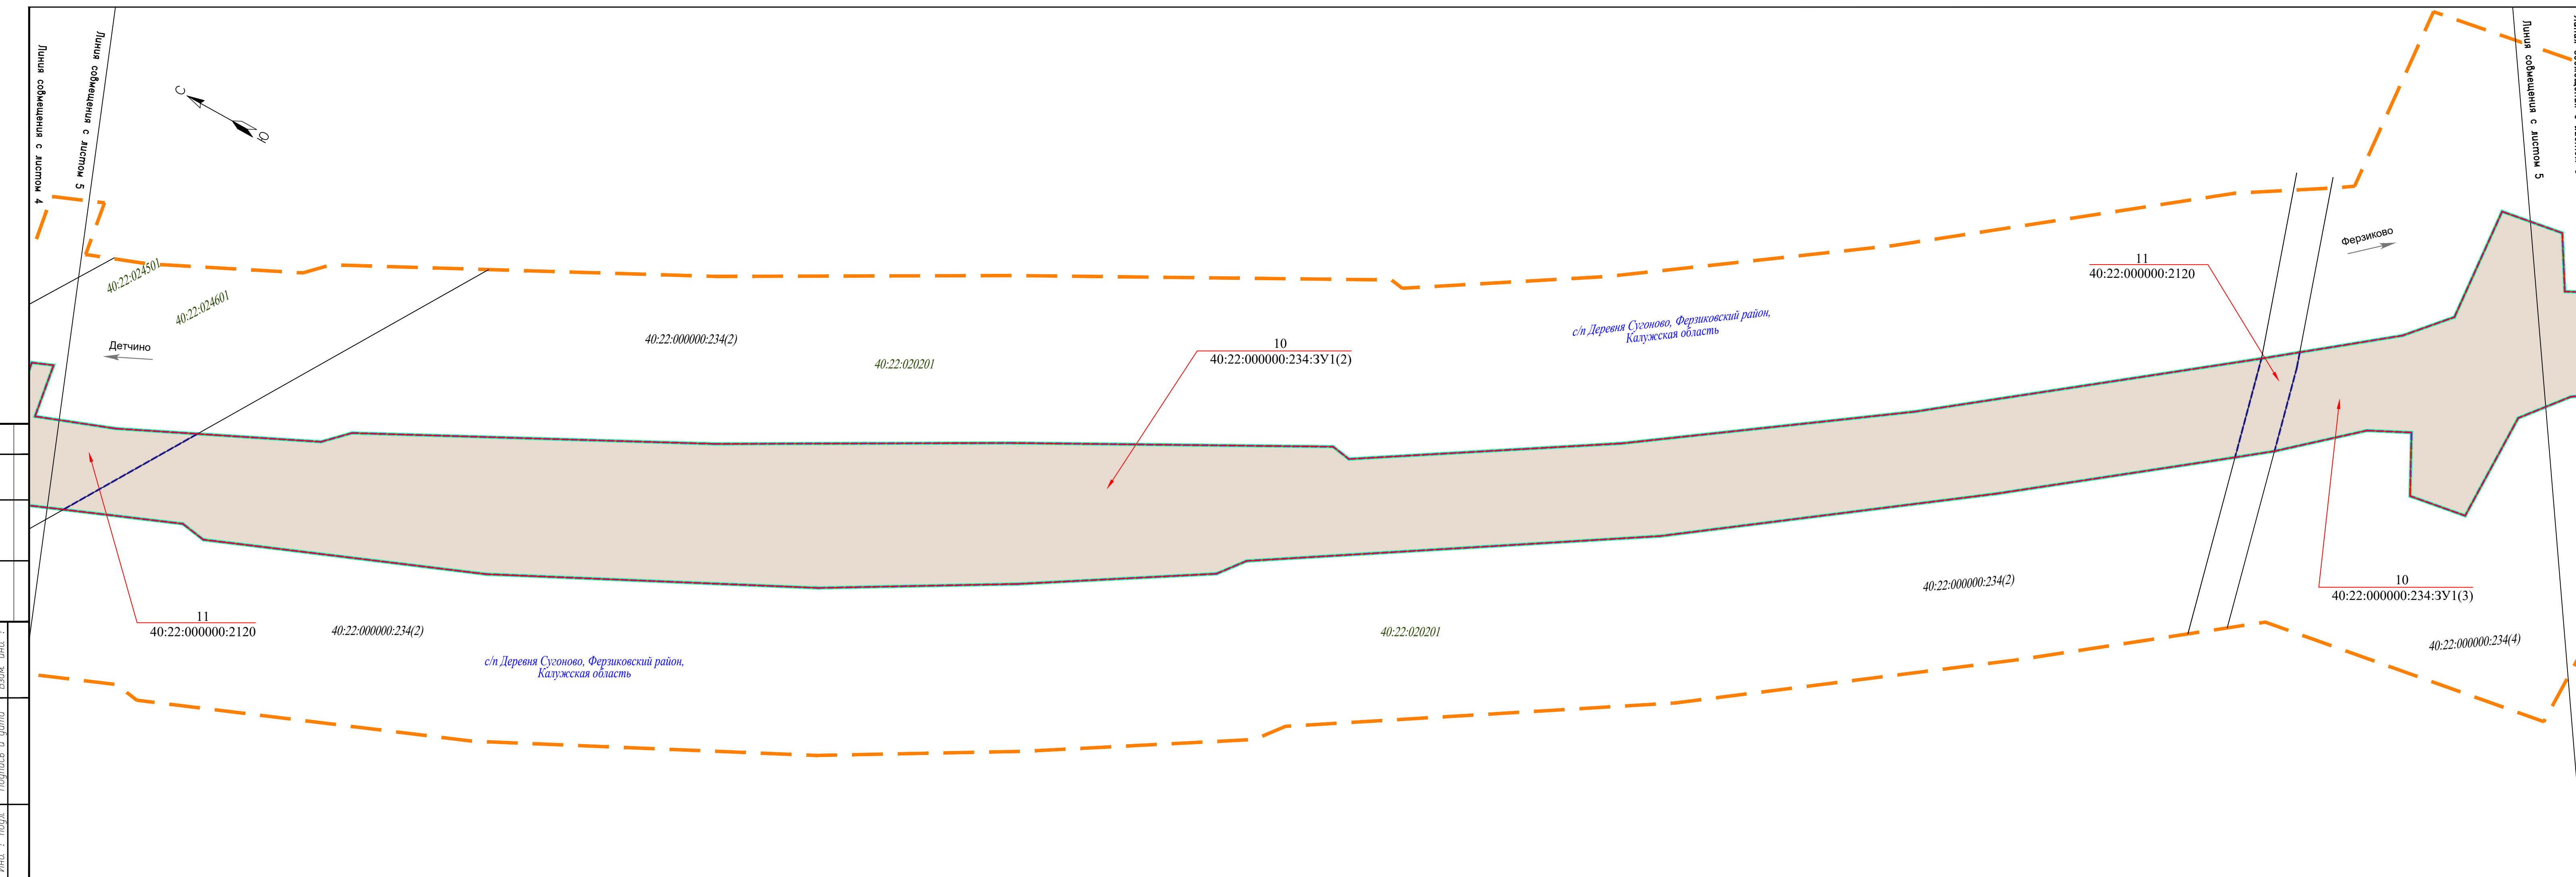 Линия совмещения с листом 4
Линия совмещения с листом 5
С
Ю
40:22:024501
40:22:024601
Детчино
40:22:000000:234(2)
40:22:020201
10
40:22:000000:234:ЗУ1(2)
с/п Деревня Сугоново, Ферзиковский район,
Калужская область
11
40:22:000000:2120
Ферзиково
Линия совмещения с листом 5
11
40:22:000000:2120
40:22:000000:234(2)
с/п Деревня Сугоново, Ферзиковский район,
Калужская область
40:22:020201
40:22:000000:234(2)
10
40:22:000000:234:ЗУ1(3)
40:22:000000:234(4)
Подпись и дата